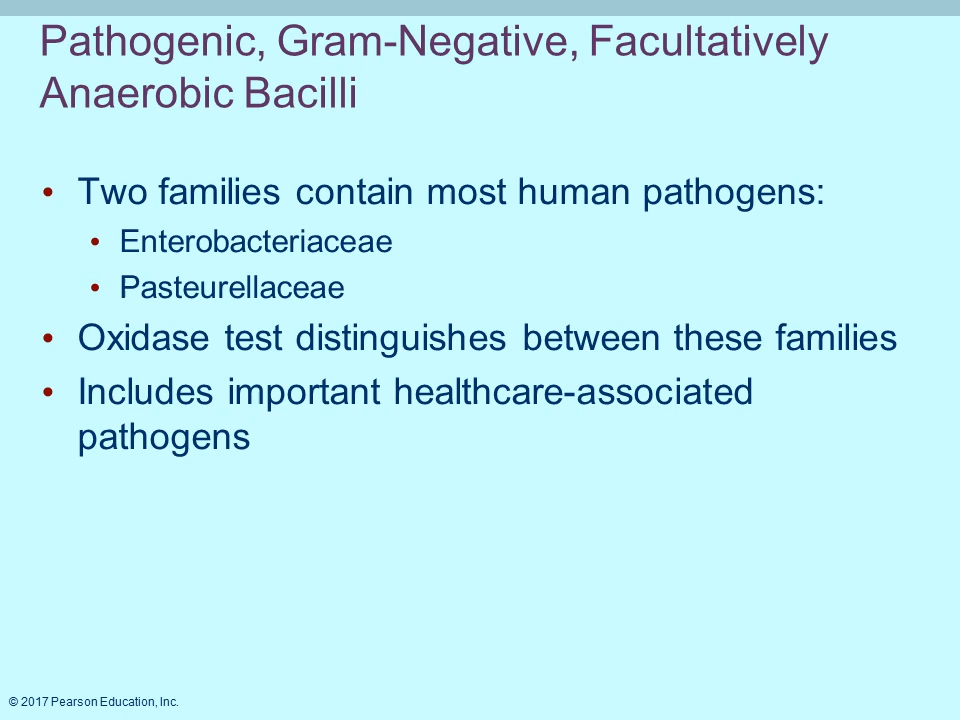 Pathogenic, Gram-Negative, Facultatively
Anaerobic Bacilli
• Two families contain most human pathogens:
• Enterobacteriaceae
• Pasteurellaceae
• Oxidase test distinguishes between these families
• Includes important healthcare-associated
pathogens
© 2017 Pearson Education, Inc.